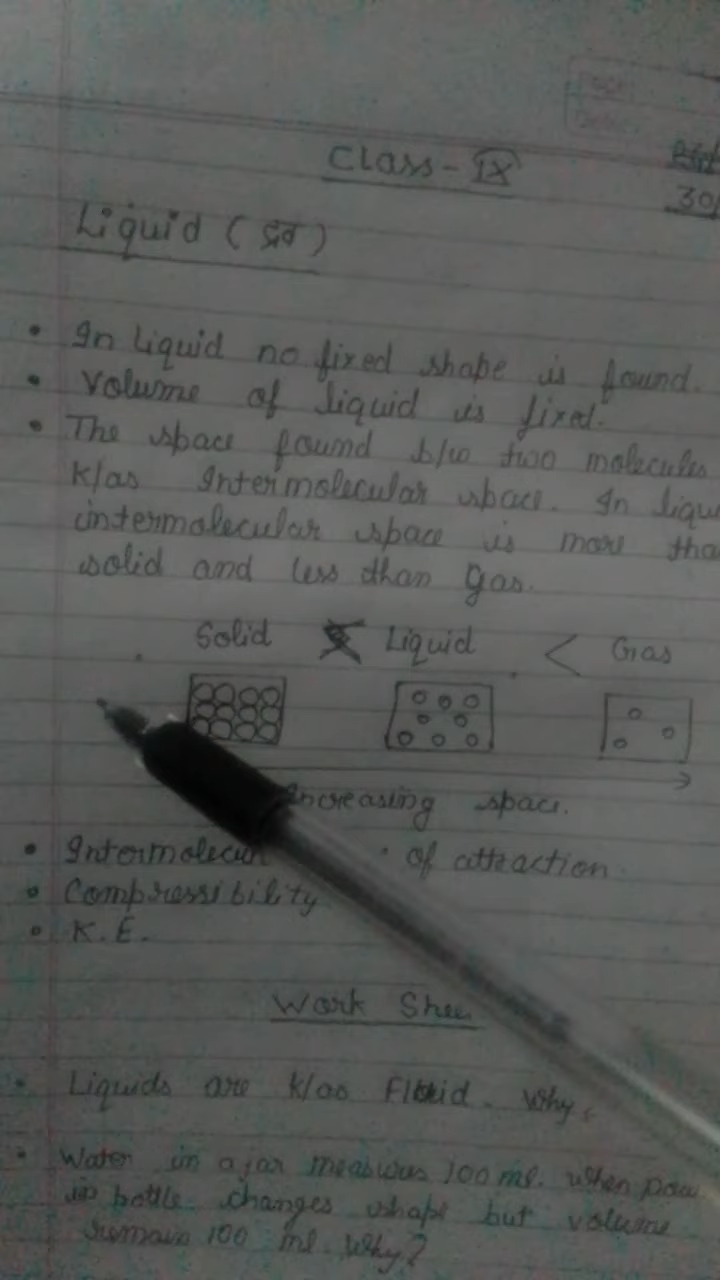 Class - IX
30
Liquid ( द्रव )
• In Liquid no fixed shape is found.
• Volume of liquid is fixed.
• The space found b/w two molecules
k/as Intermolecular space. In liqu
intermolecular space is more tha
solid and less than gas.
Solid Liquid < Gas
Increasing space.
• Intermolecul of attraction
• Compressibility
• K.E.
Work Shee
• Liquids are k/as Fluid. Why.
• Water in a jar measures 100 ml. when pou
in bottle changes shape but volume
remain 100 ml. Why?